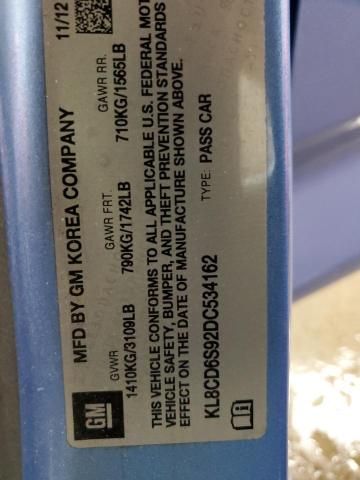 GM
MFD BY GM KOREA COMPANY
11/12
GVWR GAWR FRT. GAWR RR.
1410KG/3109LB 790KG/1742LB 710KG/1565LB
THIS VEHICLE CONFORMS TO ALL APPLICABLE U.S. FEDERAL MOT
VEHICLE SAFETY, BUMPER, AND THEFT PREVENTION STANDARDS
EFFECT ON THE DATE OF MANUFACTURE SHOWN ABOVE.
KL8CD6S92DC534162 TYPE: PASS CAR